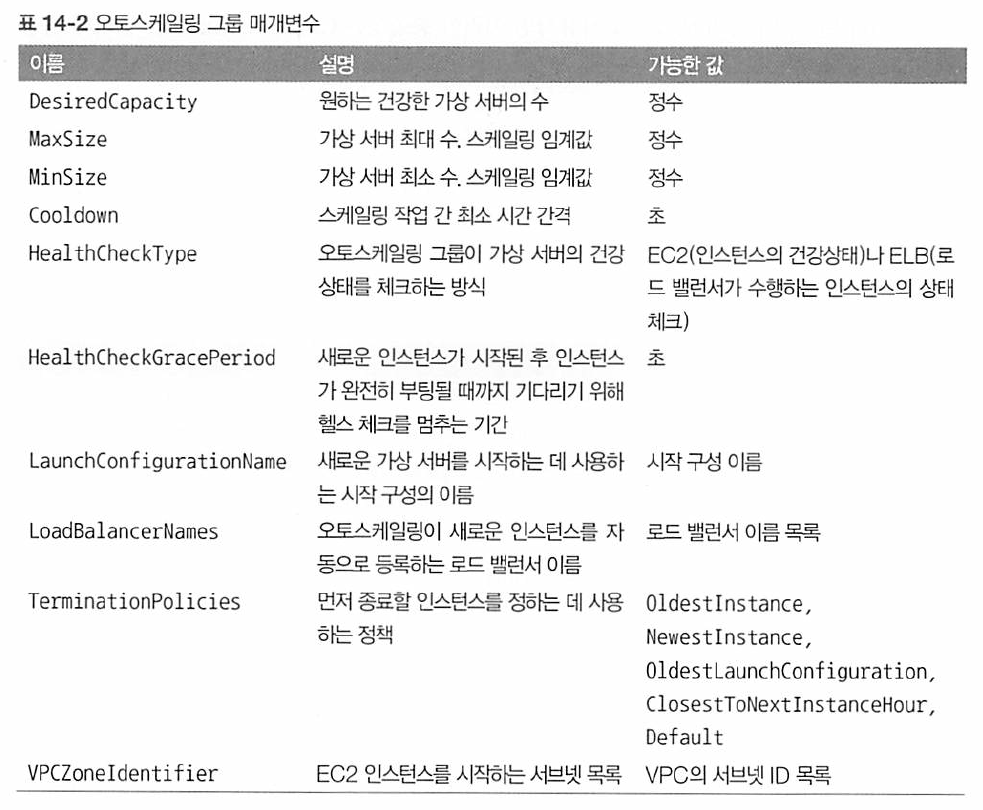 표 14-2 오토스케일링 그룹 매개변수
이름 설명 가능한 값
DesiredCapacity 원하는 건강한 가상 서버의 수 정수
MaxSize 가상 서버 최대 수. 스케일링 임계값 정수
MinSize 가상 서버 최소 수. 스케일링 임계값 정수
Cooldown 스케일링 작업 간 최소 시간 간격 초
HealthCheckType 오토스케일링 그룹이 가상 서버의 건강 EC2(인스턴스의 건강상태)나 ELB(로
상태를 체크하는 방식 드 밸런서가 수행하는 인스턴스의 상태
체크)
HealthCheckGracePeriod 새로운 인스턴스가 시작된 후 인스턴스 초
가 완전히 부팅될 때까지 기다리기 위해
헬스 체크를 멈추는 기간
LaunchConfigurationName 새로운 가상 서버를 시작하는 데 사용하 시작 구성 이름
는 시작 구성의 이름
LoadBalancerNames 오토스케일링이 새로운 인스턴스를 자 로드 밸런서 이름 목록
동으로 등록하는 로드 밸런서 이름
TerminationPolicies 먼저 종료할 인스턴스를 정하는 데 사용 OldestInstance,
하는 정책 NewestInstance,
OldestLaunchConfiguration,
ClosestToNextInstanceHour,
Default
VPCZoneIdentifier EC2 인스턴스를 시작하는 서브넷 목록 VPC의 서브넷 ID 목록